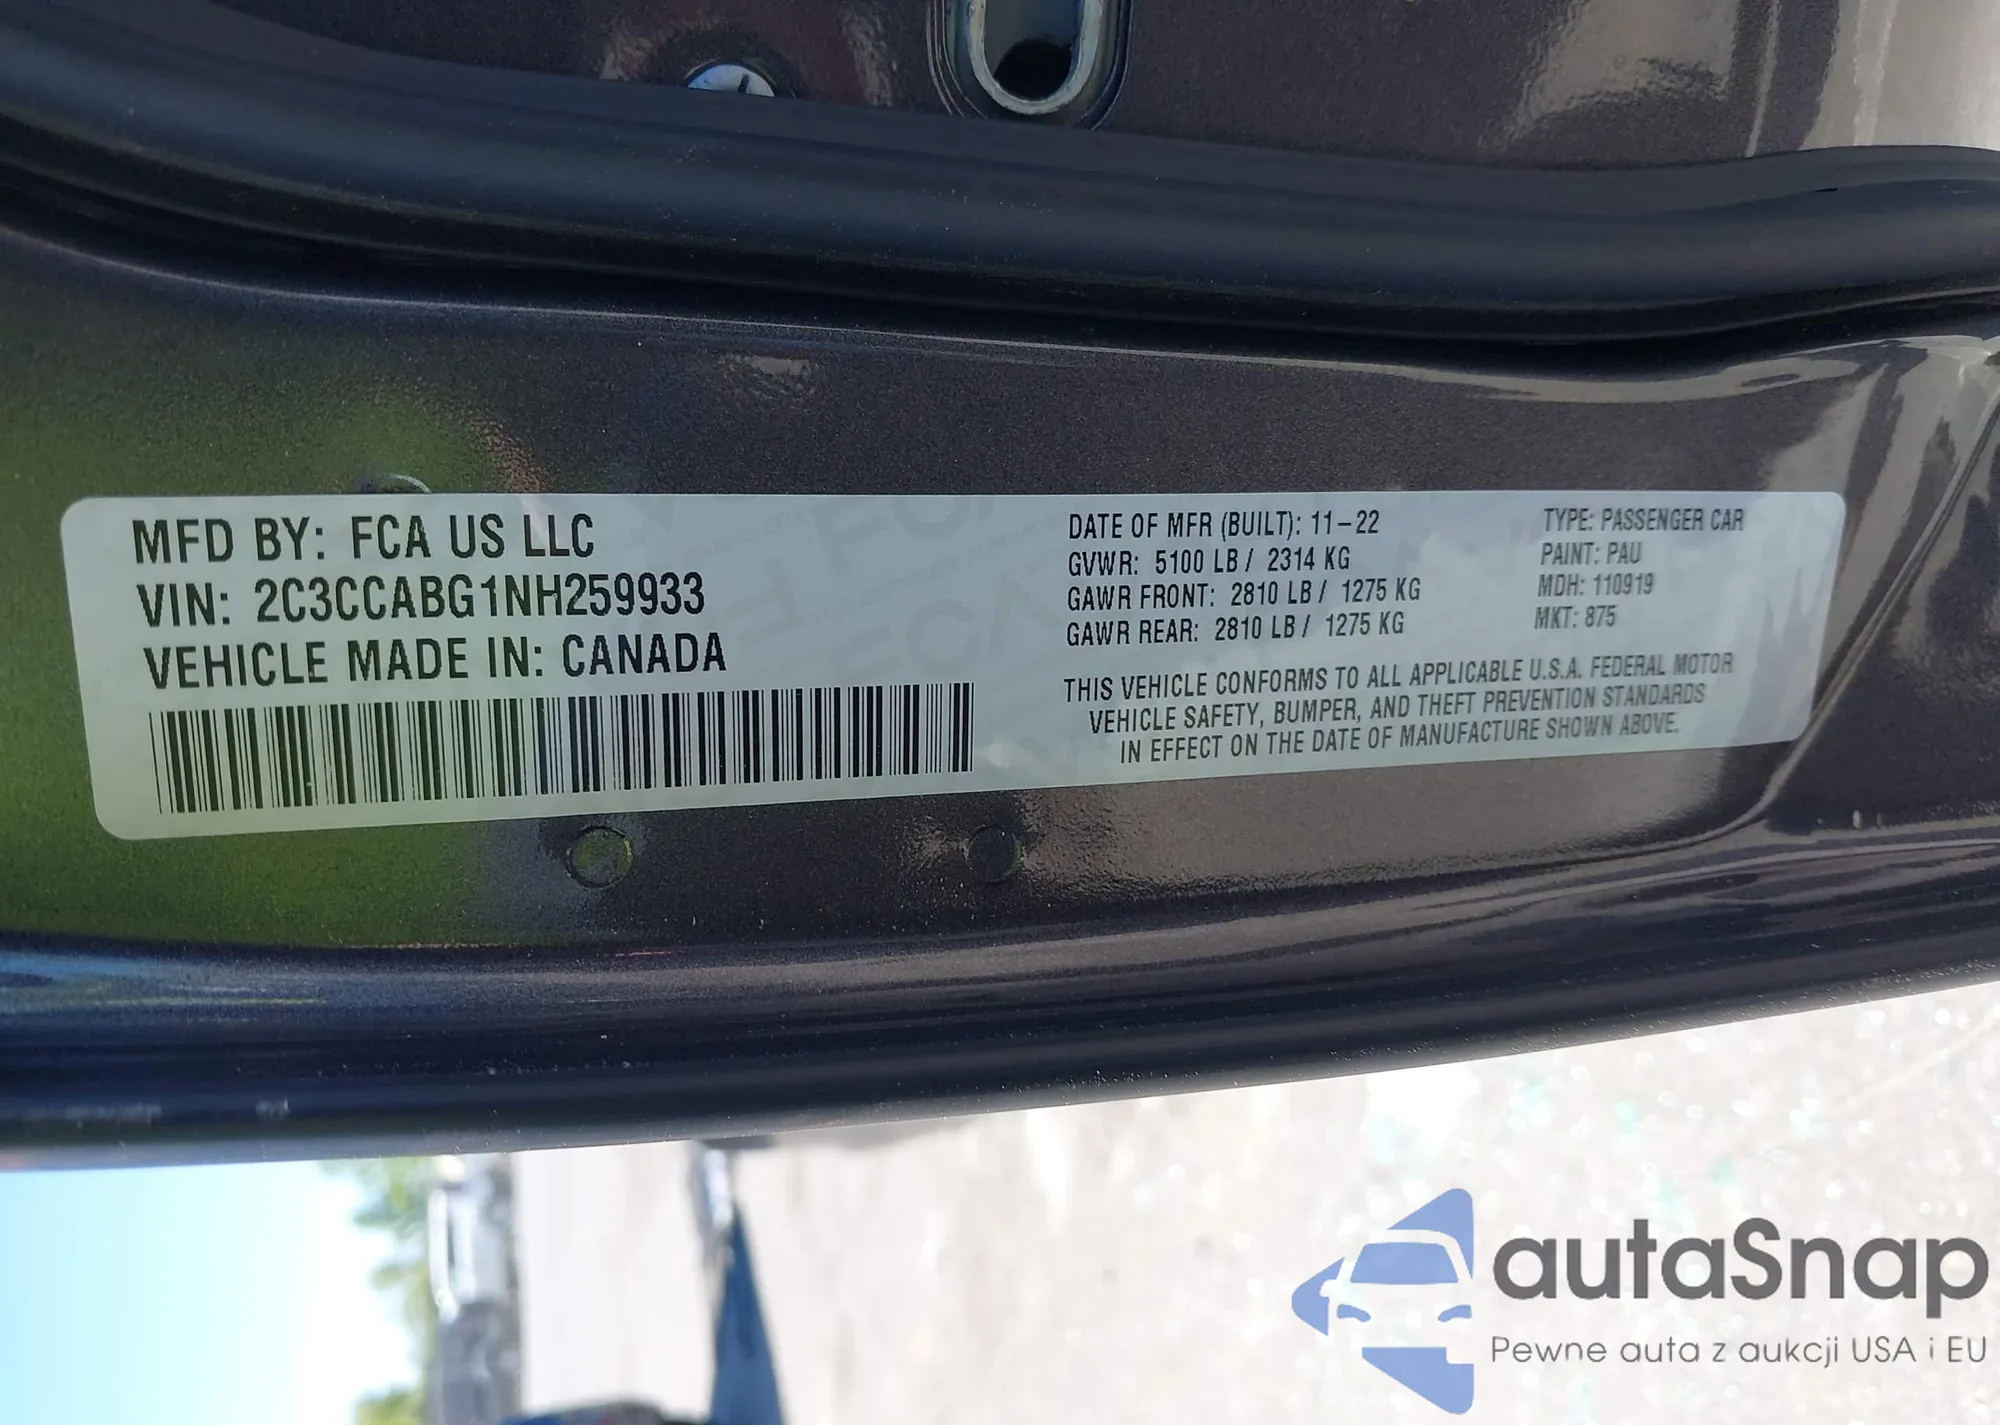 MFD BY: FCA US LLC
VIN: 2C3CCABG1NH259933
VEHICLE MADE IN: CANADA
DATE OF MFR (BUILT): 11-22
GVWR: 5100 LB / 2314 KG
GAWR FRONT: 2810 LB / 1275 KG
GAWR REAR: 2810 LB / 1275 KG
TYPE: PASSENGER CAR
PAINT: PAU
MDH: 110919
MKT: 875
THIS VEHICLE CONFORMS TO ALL APPLICABLE U.S.A. FEDERAL MOTOR
VEHICLE SAFETY, BUMPER, AND THEFT PREVENTION STANDARDS
IN EFFECT ON THE DATE OF MANUFACTURE SHOWN ABOVE.
autaSnap
Pewne auta z aukcji USA i EU